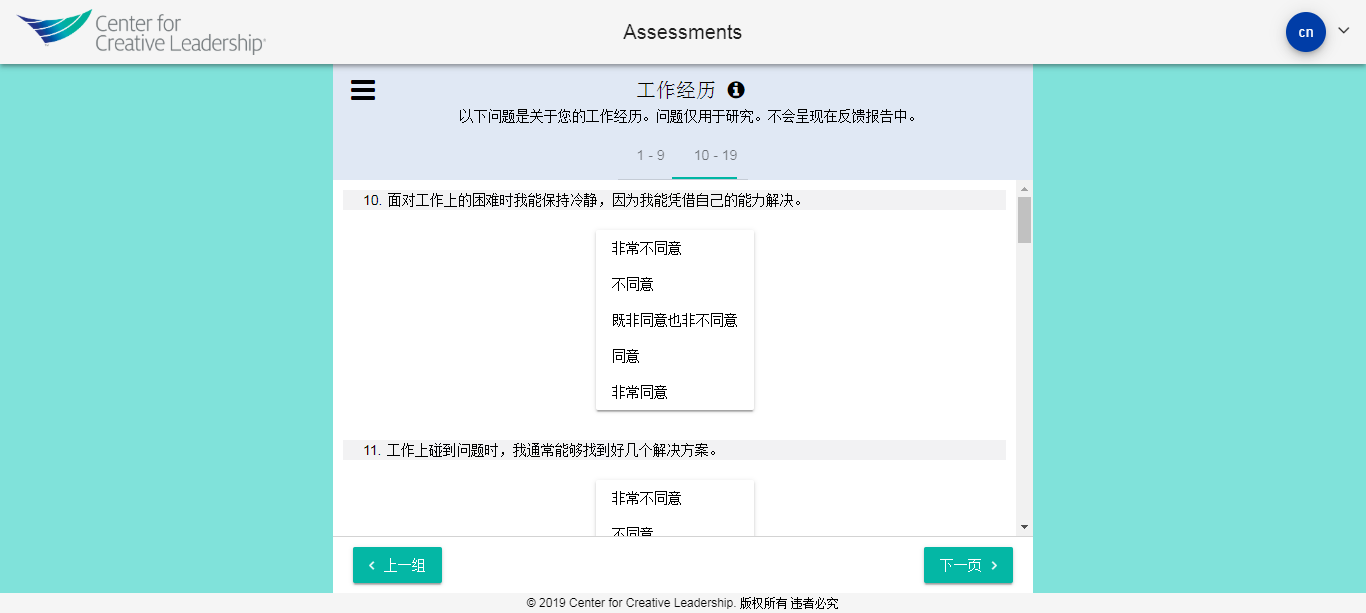 Center for
Creative Leadership®
Assessments
cn
工作经历
以下问题是关于您的工作经历。问题仅用于研究。不会呈现在反馈报告中。
1 - 9 10 - 19
10. 面对工作上的困难时我能保持冷静，因为我能凭借自己的能力解决。
非常不同意
不同意
既非同意也非不同意
同意
非常同意
11. 工作上碰到问题时，我通常能够找到好几个解决方案。
非常不同意
不同意
上一组 下一页
© 2019 Center for Creative Leadership. 版权所有 违者必究